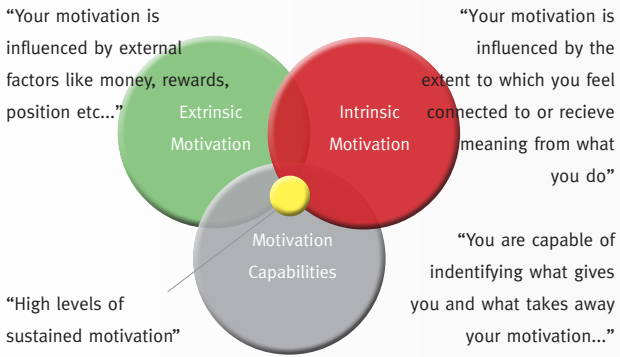 “Your motivation is
influenced by external
factors like money, rewards,
position etc...”
“Your motivation is
influenced by the
extent to which you feel
connected to or recieve
meaning from what
you do”
Extrinsic
Motivation
Intrinsic
Motivation
Motivation
Capabilities
“You are capable of
indentifying what gives
you and what takes away
your motivation...”
“High levels of
sustained motivation”